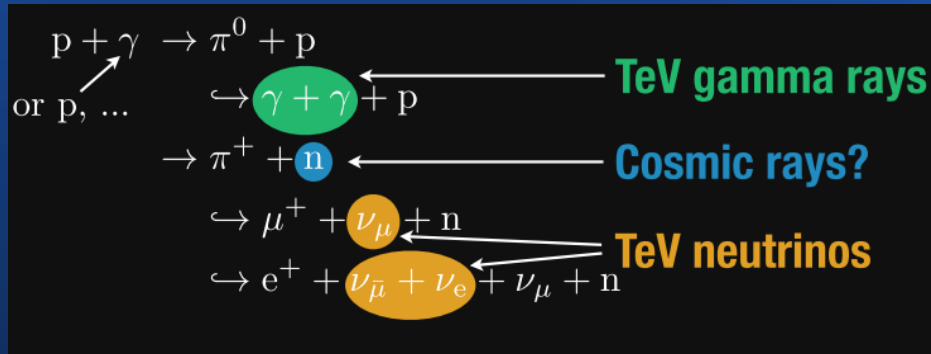 p + γ → π⁰ + p
or p, ...
↪ γ + γ + p
TeV gamma rays
→ π⁺ + n
Cosmic rays?
↪ μ⁺ + ν_μ + n
TeV neutrinos
↪ e⁺ + ν_μ̄ + ν_e + ν_μ + n